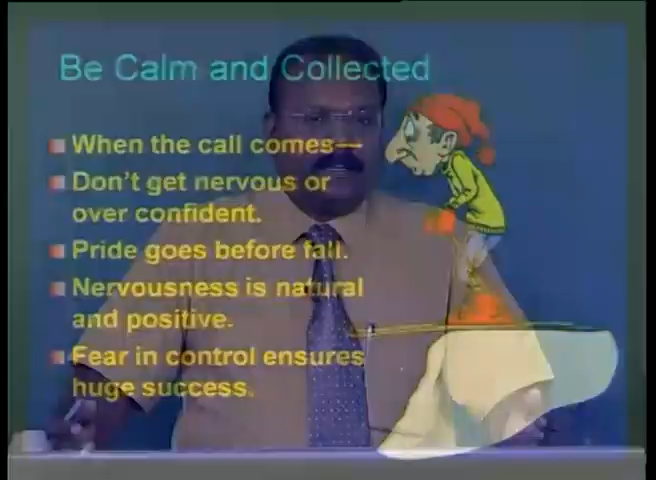 Be Calm and Collected
When the call comes—
Don't get nervous or
over confident.
Pride goes before fall.
Nervousness is natural
and positive.
Fear in control ensures
huge success.